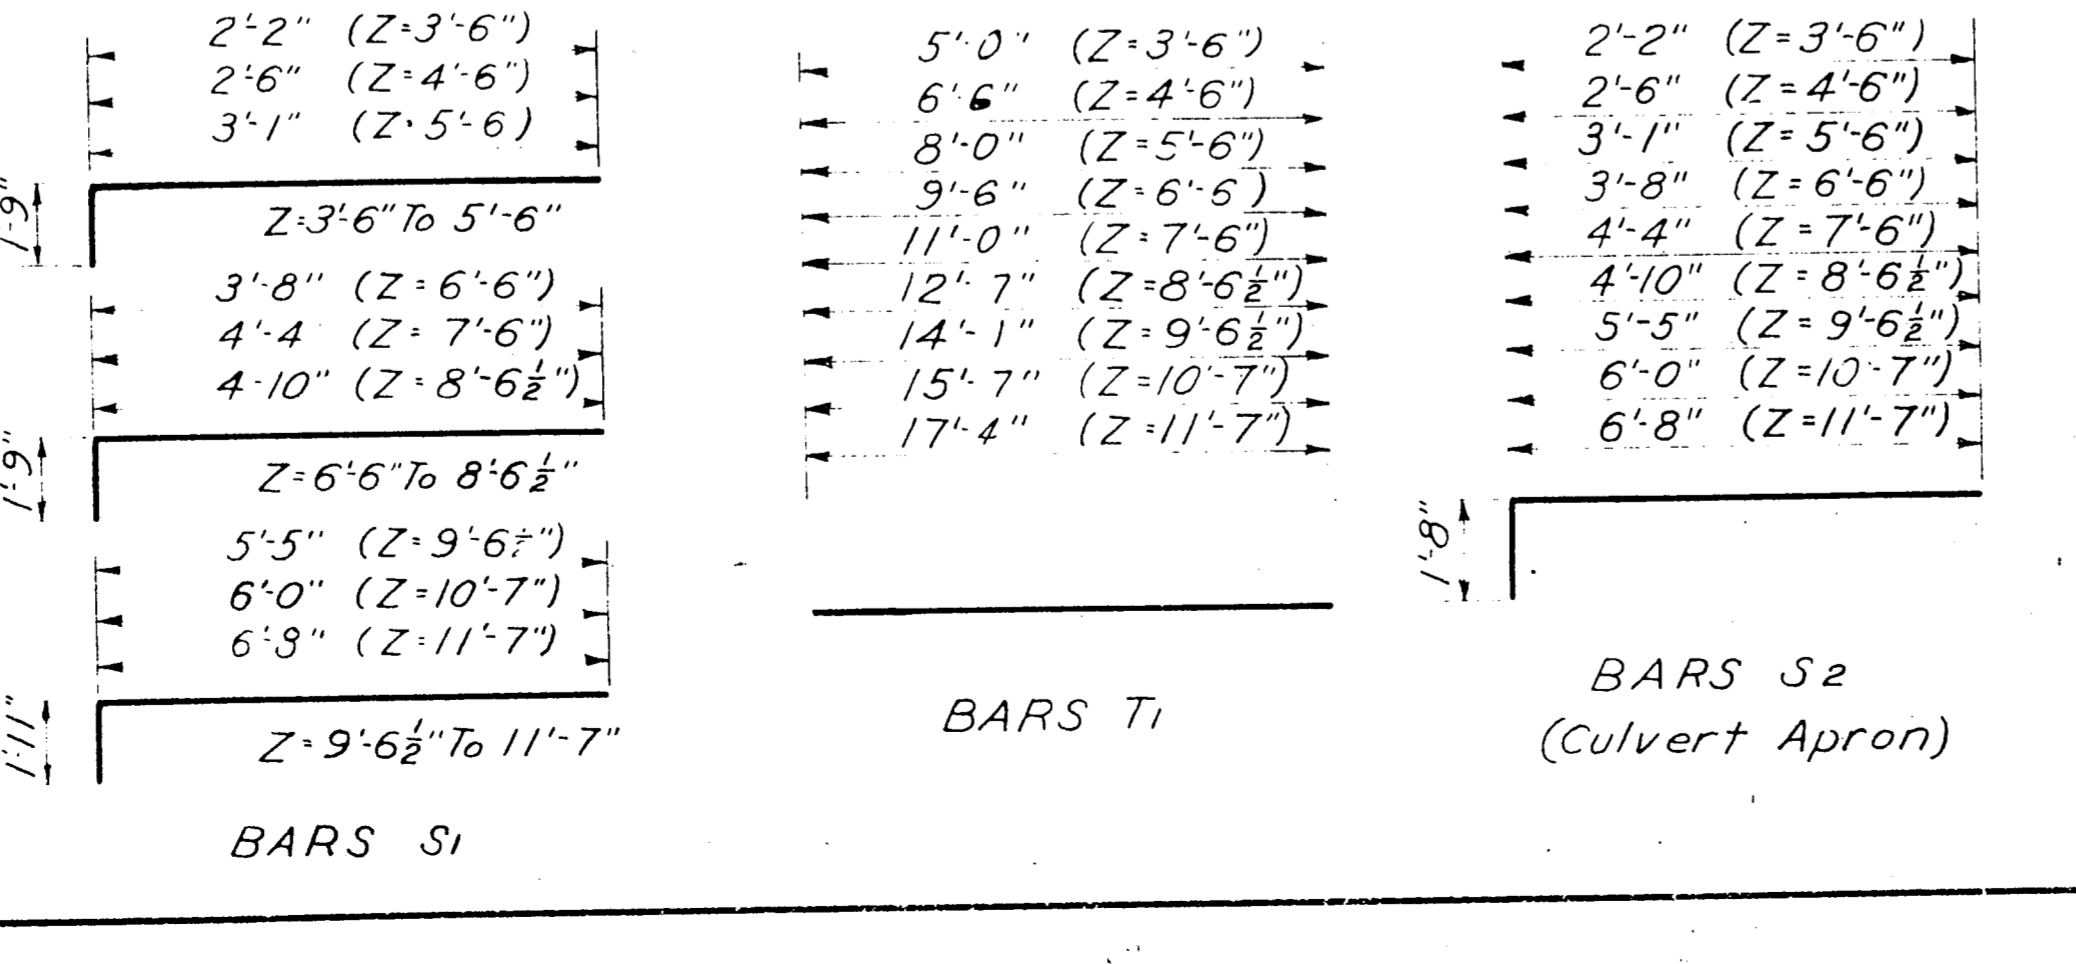 2'-2" (Z=3'-6")
2'-6" (Z=4'-6")
3'-1" (Z=5'-6)
1'-9"
Z=3'-6" To 5'-6"
3'-8" (Z=6'-6")
4'-4 (Z=7'-6")
4-10" (Z=8'-6½")
1'-9"
Z=6'-6" To 8'-6½"
5'-5" (Z=9'-6½")
6'-0" (Z=10'-7")
6'-8" (Z=11'-7")
1'-11"
Z=9'-6½" To 11'-7"
BARS S1
5'-0" (Z=3'-6")
6'-6" (Z=4'-6")
8'-0" (Z=5'-6")
9'-6" (Z=6'-6)
11'-0" (Z=7'-6")
12'-7" (Z=8'-6½")
14'-1" (Z=9'-6½")
15'-7" (Z=10'-7")
17'-4" (Z=11'-7")
BARS T1
2'-2" (Z=3'-6")
2'-6" (Z=4'-6")
3'-1" (Z=5'-6")
3'-8" (Z=6'-6")
4'-4" (Z=7'-6")
4'-10" (Z=8'-6½")
5'-5" (Z=9'-6½")
6'-0" (Z=10'-7")
6'-8" (Z=11'-7")
1'-8"
BARS S2
(Culvert Apron)